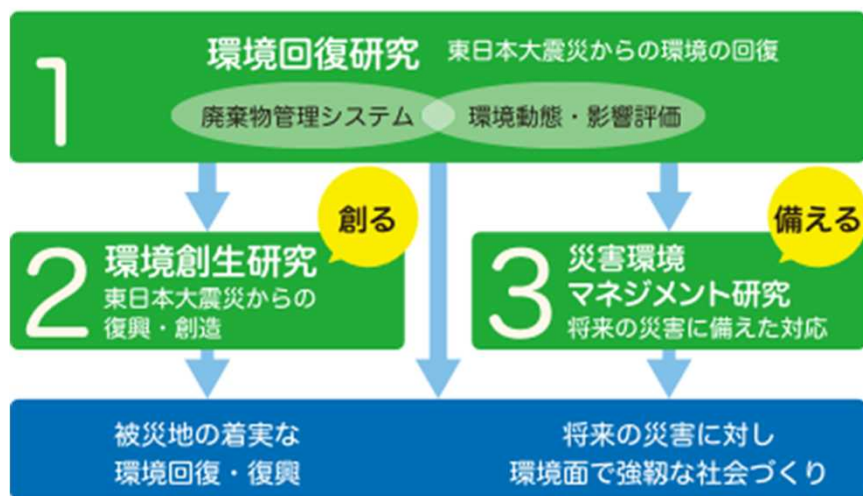 1
環境回復研究 東日本大震災からの環境の回復
廃棄物管理システム 環境動態・影響評価
創る
備える
2
環境創生研究
東日本大震災からの
復興・創造
3
災害環境
マネジメント研究
将来の災害に備えた対応
被災地の着実な
環境回復・復興
将来の災害に対し
環境面で強靱な社会づくり